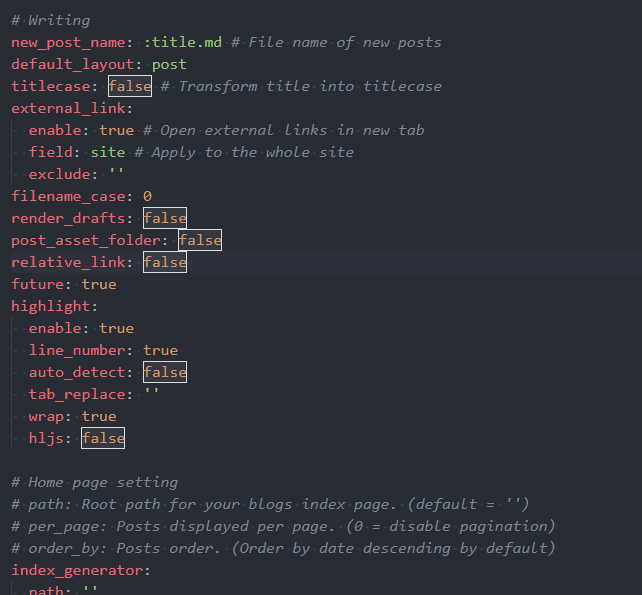 # Writing
new_post_name: :title.md # File name of new posts
default_layout: post
titlecase: false # Transform title into titlecase
external_link:
  enable: true # Open external links in new tab
  field: site # Apply to the whole site
  exclude: ''
filename_case: 0
render_drafts: false
post_asset_folder: false
relative_link: false
future: true
highlight:
  enable: true
  line_number: true
  auto_detect: false
  tab_replace: ''
  wrap: true
  hljs: false

# Home page setting
# path: Root path for your blogs index page. (default = '')
# per_page: Posts displayed per page. (0 = disable pagination)
# order_by: Posts order. (Order by date descending by default)
index_generator:
  path: ''